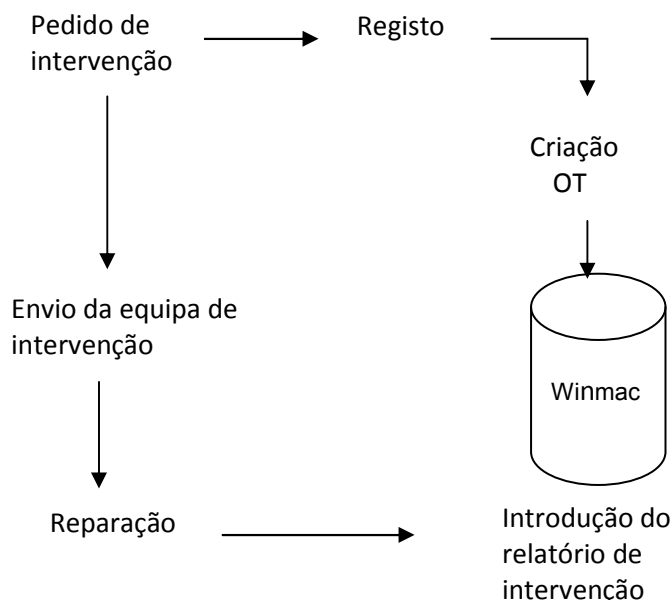 Pedido de
intervenção
Registo
Criação
OT
Envio da equipa de
intervenção
Winmac
Reparação
Introdução do
relatório de
intervenção